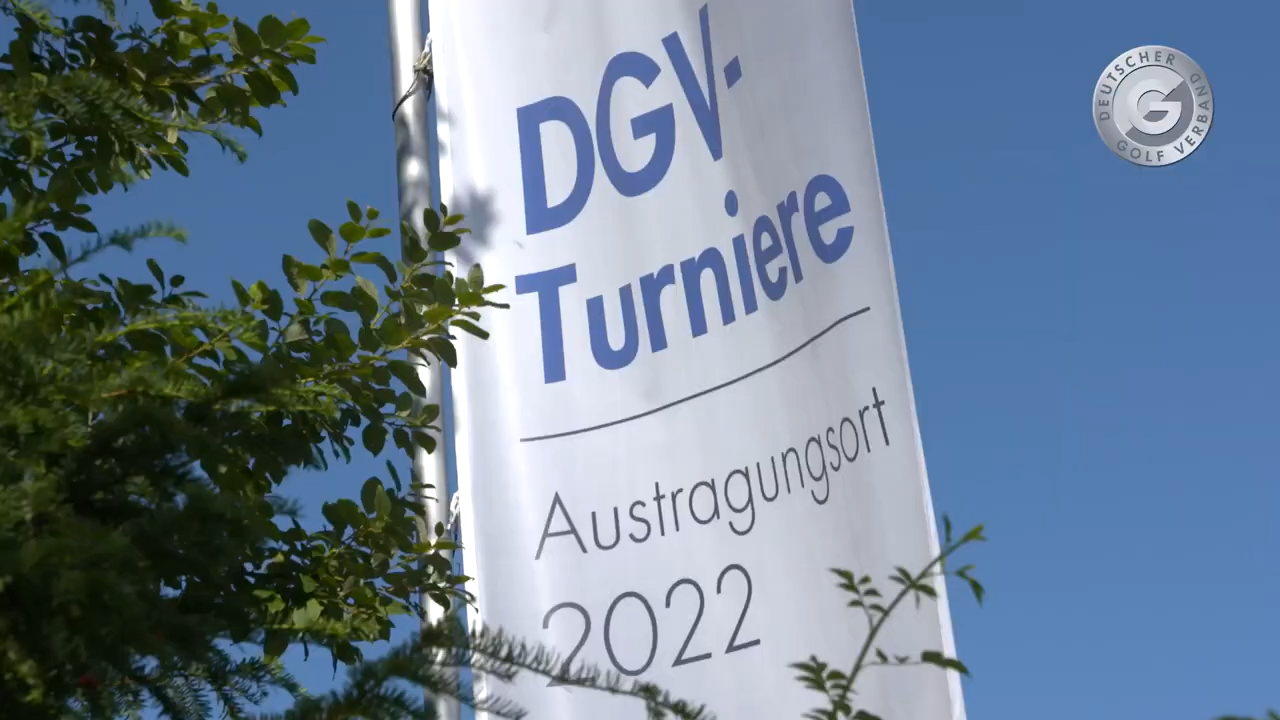 DGV-
Turniere
Austragungsort
2022
DEUTSCHER
GOLF VERBAND
G